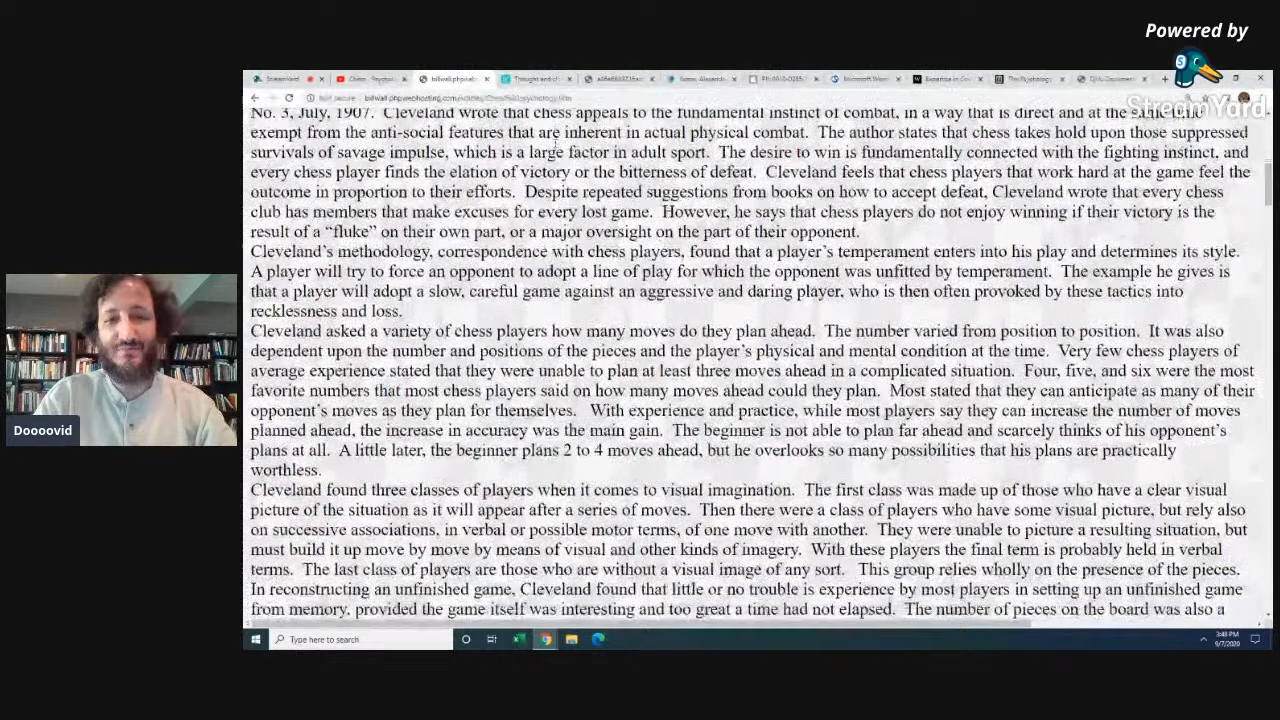 Powered by
StreamYard
StreamYard
Chess
Psychol
billwall.phpwebhosting.com
Thought and ch
Microsoft Word
Expertise in
The Psychology
No. 3, July, 1907. Cleveland wrote that chess appeals to the fundamental instinct of combat, in a way that is direct and at the same time
exempt from the anti-social features that are inherent in actual physical combat. The author states that chess takes hold upon those suppressed
survivals of savage impulse, which is a large factor in adult sport. The desire to win is fundamentally connected with the fighting instinct, and
every chess player finds the elation of victory or the bitterness of defeat. Cleveland feels that chess players that work hard at the game feel the
outcome in proportion to their efforts. Despite repeated suggestions from books on how to accept defeat, Cleveland wrote that every chess
club has members that make excuses for every lost game. However, he says that chess players do not enjoy winning if their victory is the
result of a “fluke” on their own part, or a major oversight on the part of their opponent.
Cleveland’s methodology, correspondence with chess players, found that a player’s temperament enters into his play and determines its style.
A player will try to force an opponent to adopt a line of play for which the opponent was unfitted by temperament. The example he gives is
that a player will adopt a slow, careful game against an aggressive and daring player, who is then often provoked by these tactics into
recklessness and loss.
Cleveland asked a variety of chess players how many moves do they plan ahead. The number varied from position to position. It was also
dependent upon the number and positions of the pieces and the player’s physical and mental condition at the time. Very few chess players of
average experience stated that they were unable to plan at least three moves ahead in a complicated situation. Four, five, and six were the most
favorite numbers that most chess players said on how many moves ahead could they plan. Most stated that they can anticipate as many of their
opponent’s moves as they plan for themselves. With experience and practice, while most players say they can increase the number of moves
planned ahead, the increase in accuracy was the main gain. The beginner is not able to plan far ahead and scarcely thinks of his opponent’s
plans at all. A little later, the beginner plans 2 to 4 moves ahead, but he overlooks so many possibilities that his plans are practically
worthless.
Cleveland found three classes of players when it comes to visual imagination. The first class was made up of those who have a clear visual
picture of the situation as it will appear after a series of moves. Then there were a class of players who have some visual picture, but rely also
on successive associations, in verbal or possible motor terms, of one move with another. They were unable to picture a resulting situation, but
must build it up move by move by means of visual and other kinds of imagery. With these players the final term is probably held in verbal
terms. The last class of players are those who are without a visual image of any sort. This group relies wholly on the presence of the pieces.
In reconstructing an unfinished game, Cleveland found that little or no trouble is experience by most players in setting up an unfinished game
from memory, provided the game itself was interesting and too great a time had not elapsed. The number of pieces on the board was also a
Doooovid
Type here to search
3:48 PM
9/7/2020